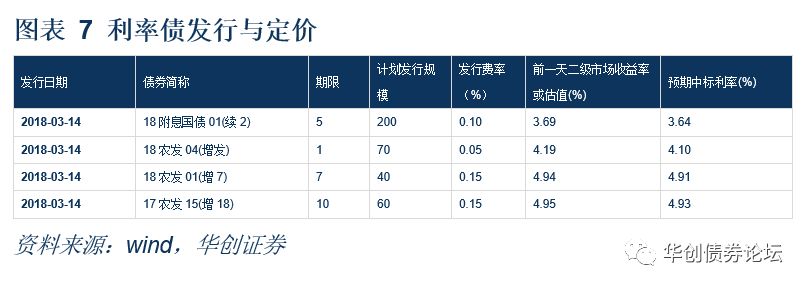 图表 7 利率债发行与定价
发行日期 债券简称 期限 计划发行规模 发行费率（%） 前一天二级市场收益率或估值(%) 预期中标利率(%)
2018-03-14 18 附息国债 01(续 2) 5 200 0.10 3.69 3.64
2018-03-14 18 农发 04(增发) 1 70 0.05 4.19 4.10
2018-03-14 18 农发 01(增 7) 7 40 0.15 4.94 4.91
2018-03-14 17 农发 15(增 18) 10 60 0.15 4.95 4.93
资料来源：wind，华创证券
华创债券论坛